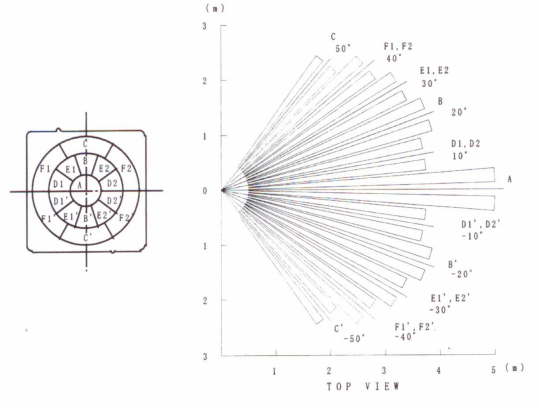 C
F1
F2
B
E1
E2
D1
A
D2
D1'
D2'
F1'
E1'
B'
E2'
F2'
C'
(m)
3
2
1
0
1
2
3
1
2
3
4
5
(m)
TOP VIEW
C
50°
F1,F2
40°
E1,E2
30°
B
20°
D1,D2
10°
A
D1',D2'
-10°
B'
-20°
E1',E2'
-30°
F1',F2'
-40°
C'
-50°